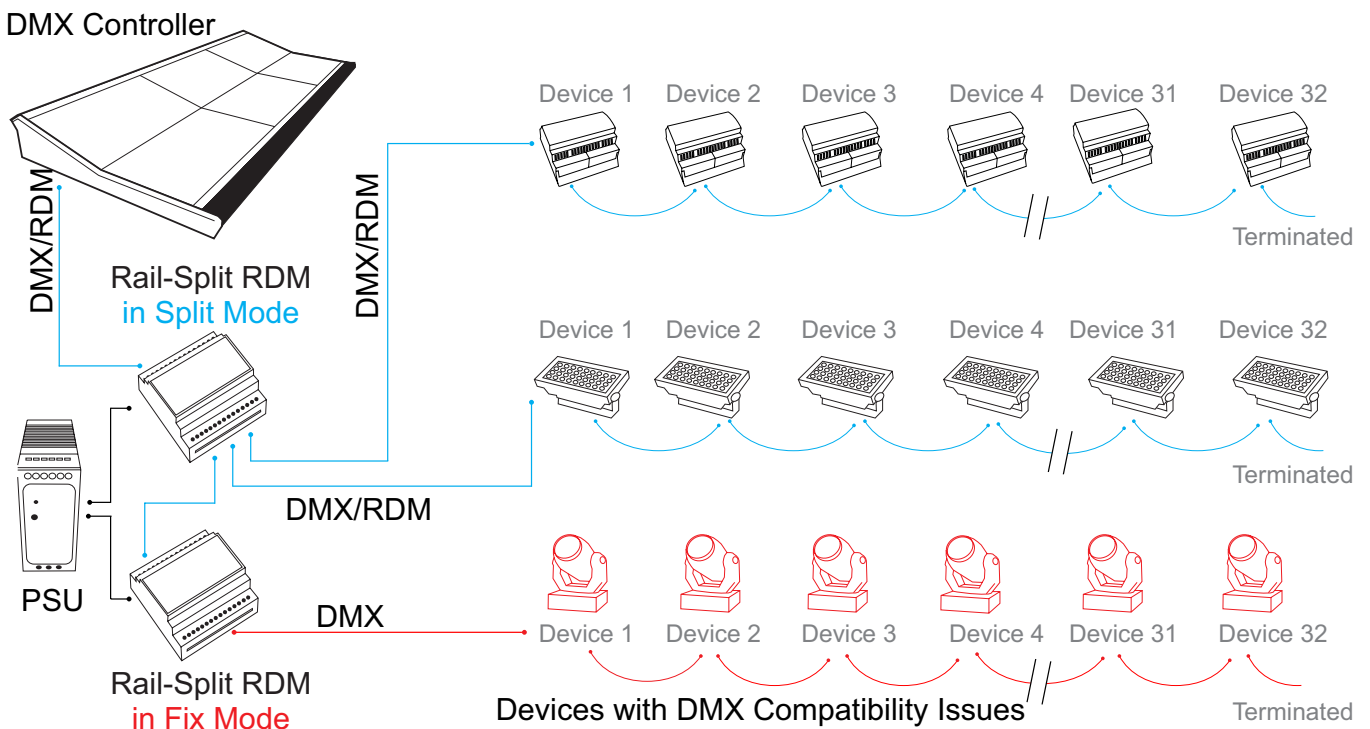 DMX Controller
Device 1 Device 2 Device 3 Device 4 Device 31 Device 32
DMX/RDM
DMX/RDM
Terminated
Rail-Split RDM
in Split Mode
Device 1 Device 2 Device 3 Device 4 Device 31 Device 32
Terminated
DMX/RDM
PSU
DMX
Device 1 Device 2 Device 3 Device 4 Device 31 Device 32
Rail-Split RDM
in Fix Mode
Devices with DMX Compatibility Issues
Terminated